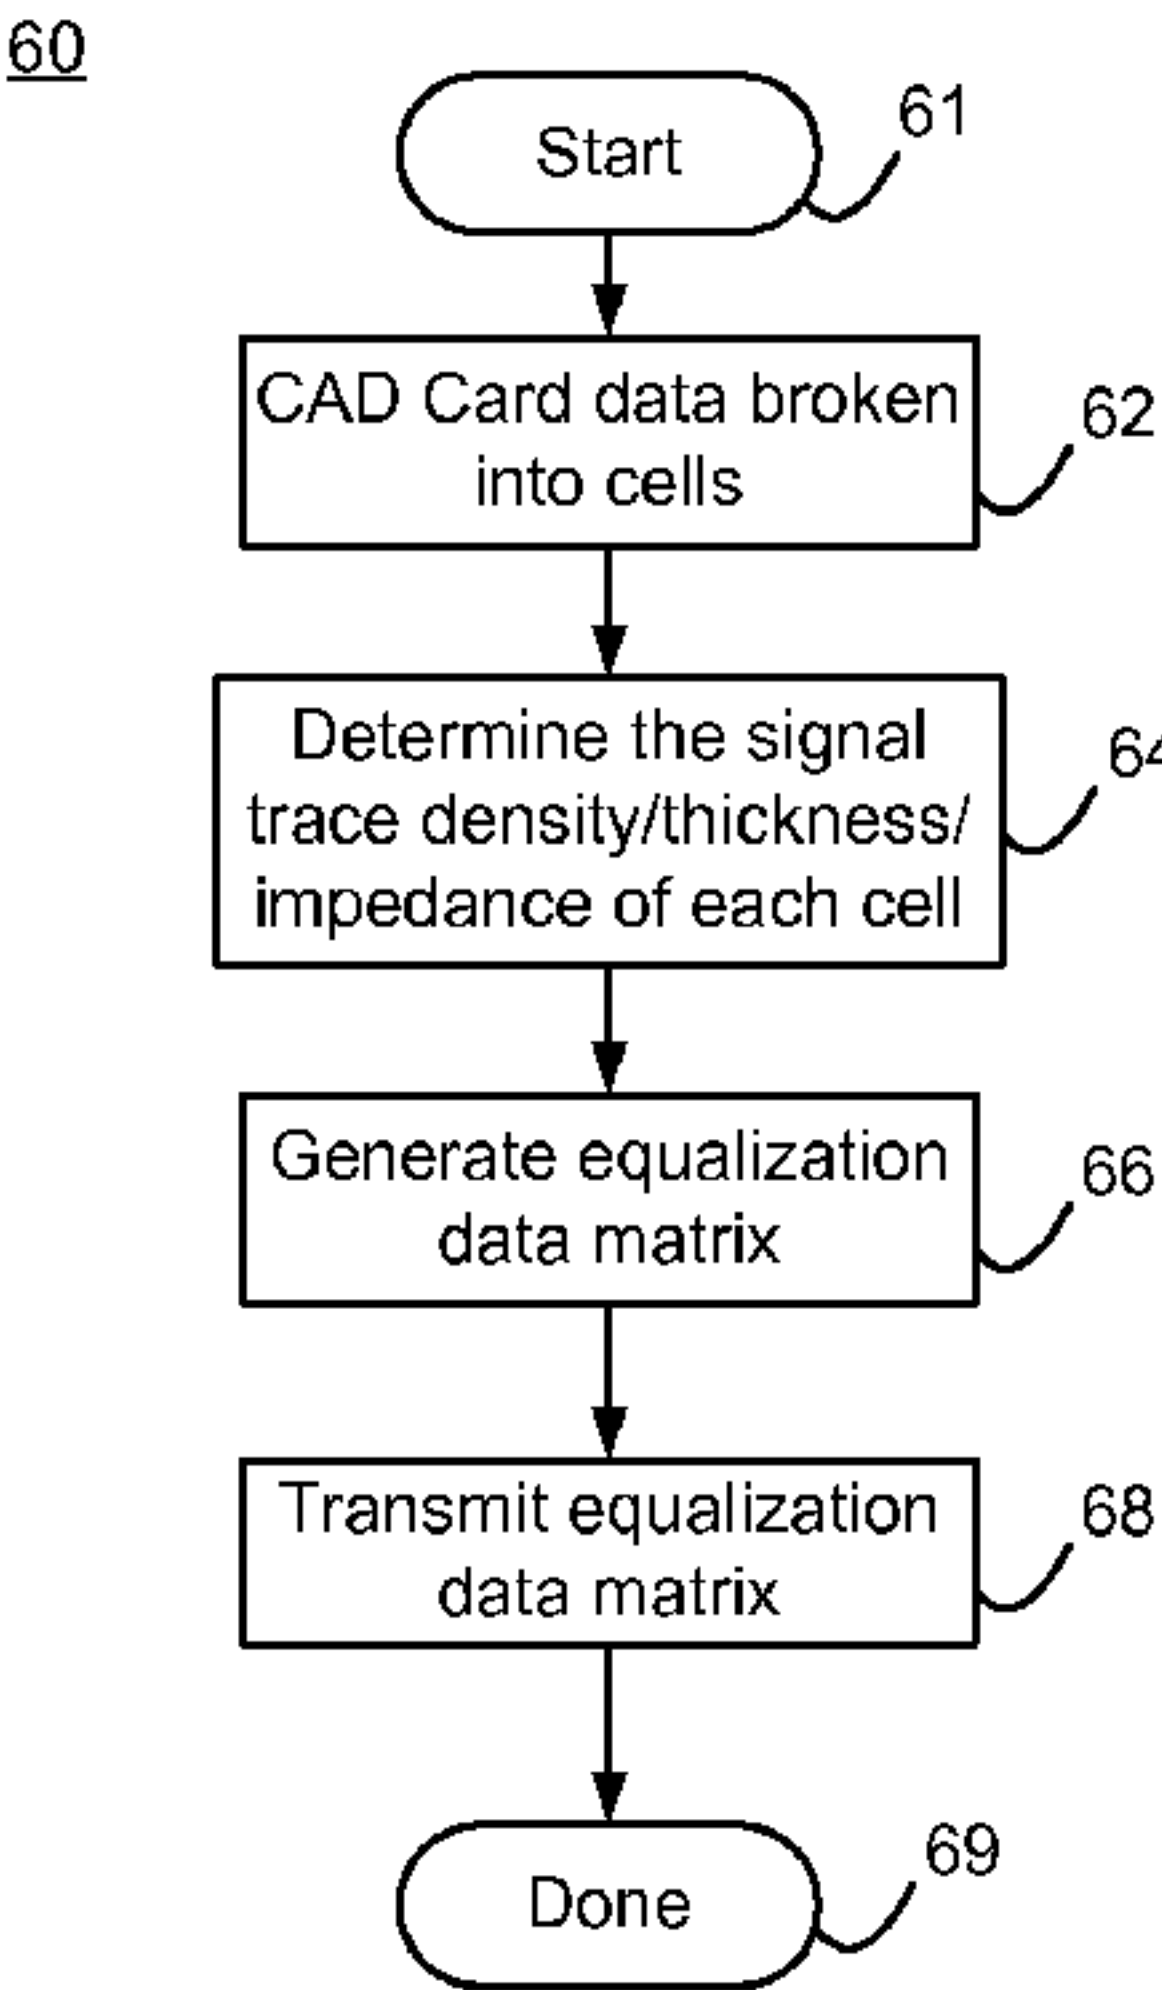 60
Start
61
CAD Card data broken
into cells
62
Determine the signal
trace density/thickness/
impedance of each cell
64
Generate equalization
data matrix
66
Transmit equalization
data matrix
68
Done
69